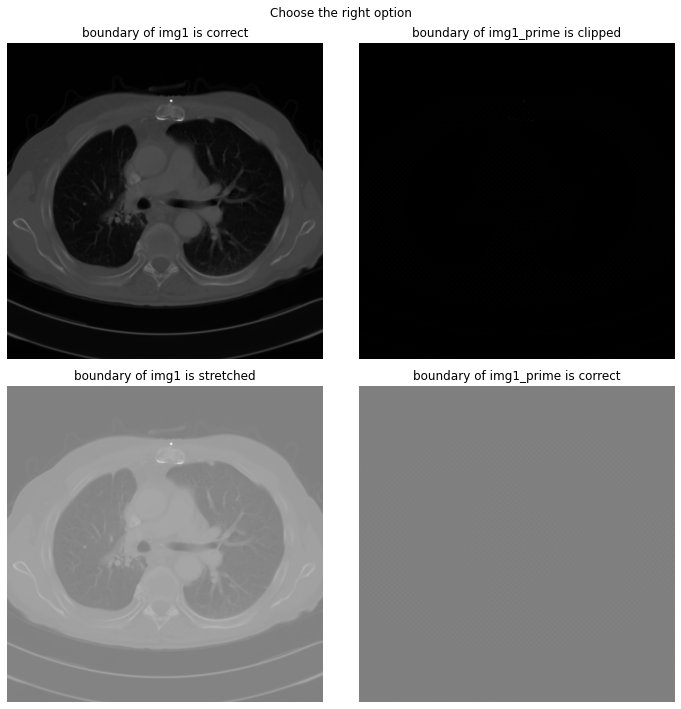 Choose the right option
boundary of img1 is correct
boundary of img1_prime is clipped
boundary of img1 is stretched
boundary of img1_prime is correct